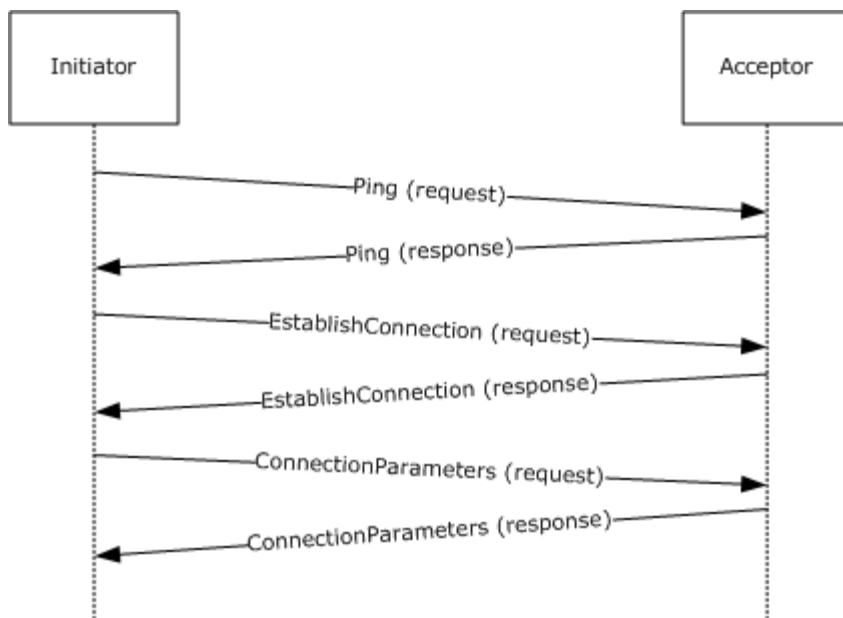 Initiator
Acceptor
Ping (request)
Ping (response)
EstablishConnection (request)
EstablishConnection (response)
ConnectionParameters (request)
ConnectionParameters (response)